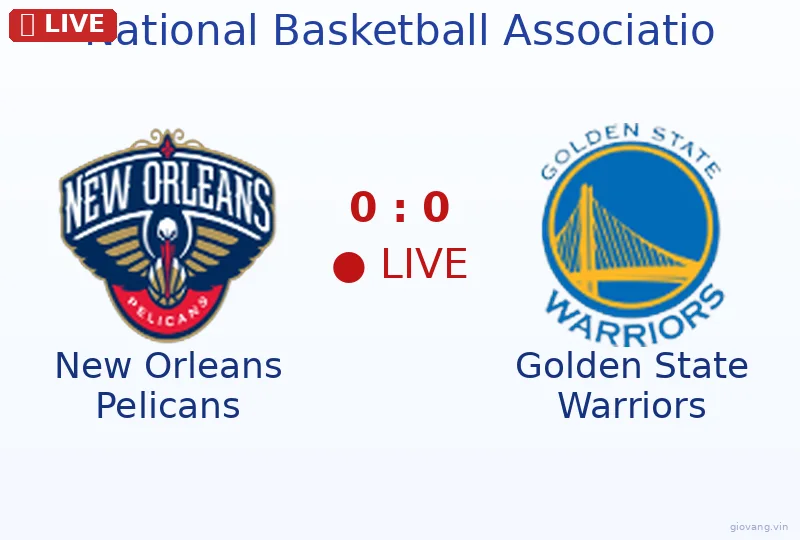 LIVE
National Basketball Associatio
NEW ORLEANS
PELICANS
GOLDEN STATE
WARRIORS
0 : 0
● LIVE
New Orleans
Pelicans
Golden State
Warriors
giovang.vin